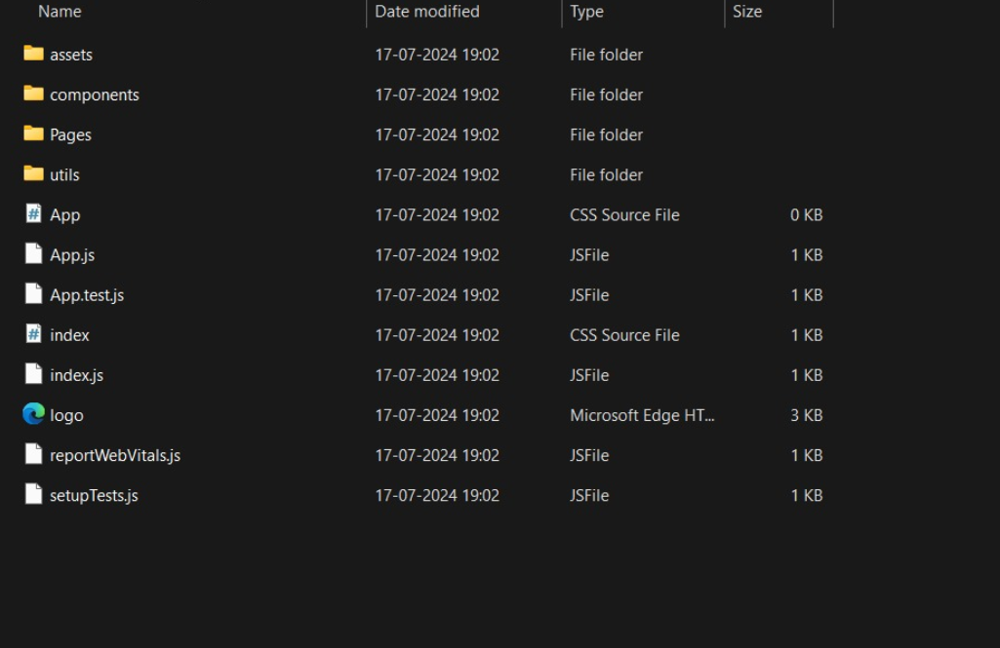 Name Date modified Type Size
assets 17-07-2024 19:02 File folder
components 17-07-2024 19:02 File folder
Pages 17-07-2024 19:02 File folder
utils 17-07-2024 19:02 File folder
App 17-07-2024 19:02 CSS Source File 0 KB
App.js 17-07-2024 19:02 JSFile 1 KB
App.test.js 17-07-2024 19:02 JSFile 1 KB
index 17-07-2024 19:02 CSS Source File 1 KB
index.js 17-07-2024 19:02 JSFile 1 KB
logo 17-07-2024 19:02 Microsoft Edge HT... 3 KB
reportWebVitals.js 17-07-2024 19:02 JSFile 1 KB
setupTests.js 17-07-2024 19:02 JSFile 1 KB